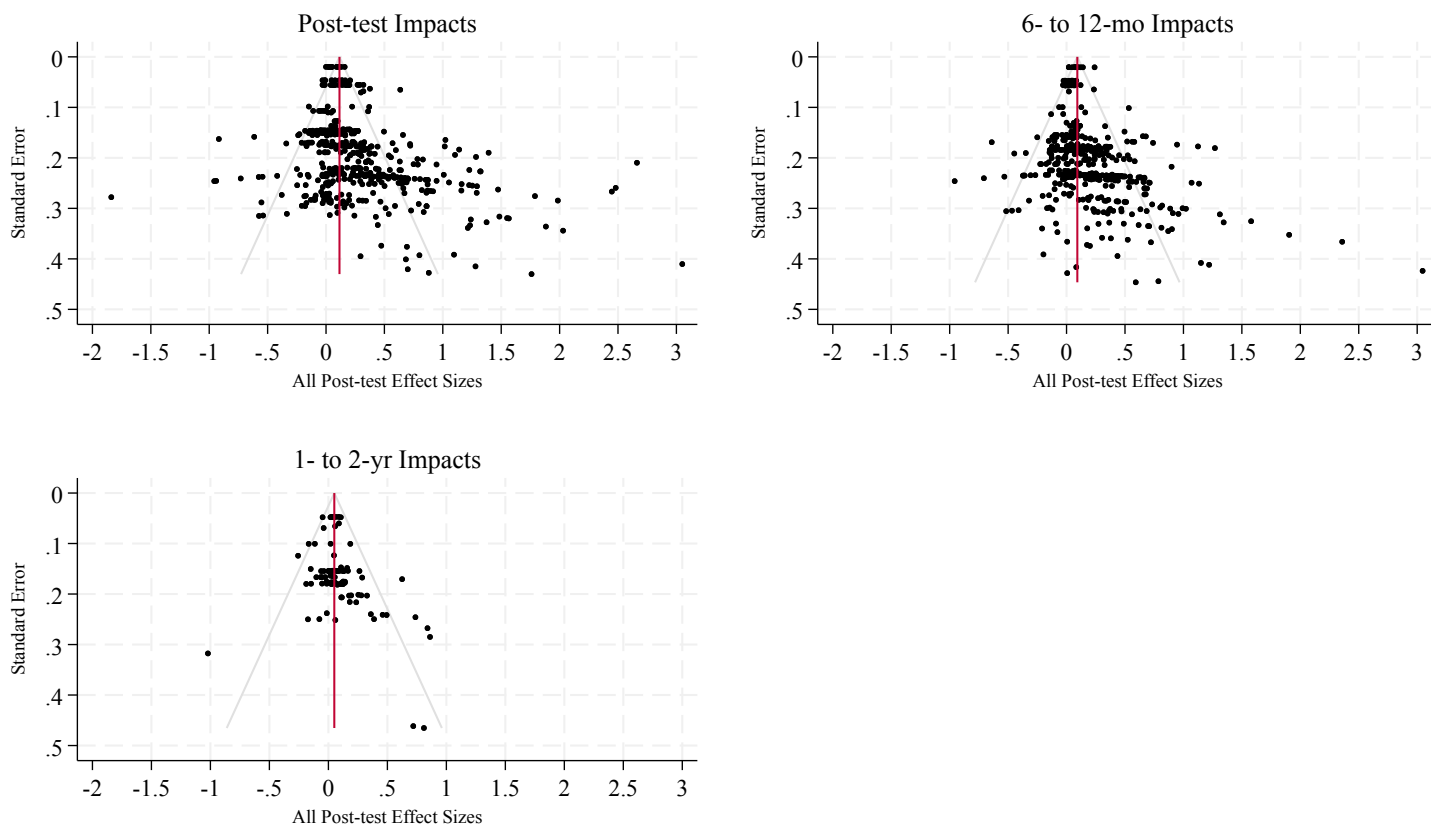 Post-test Impacts
0
.1
.2
.3
.4
.5
Standard Error
-2 -1.5 -1 -.5 0 .5 1 1.5 2 2.5 3
All Post-test Effect Sizes
6- to 12-mo Impacts
0
.1
.2
.3
.4
.5
Standard Error
-2 -1.5 -1 -.5 0 .5 1 1.5 2 2.5 3
All Post-test Effect Sizes
1- to 2-yr Impacts
0
.1
.2
.3
.4
.5
Standard Error
-2 -1.5 -1 -.5 0 .5 1 1.5 2 2.5 3
All Post-test Effect Sizes